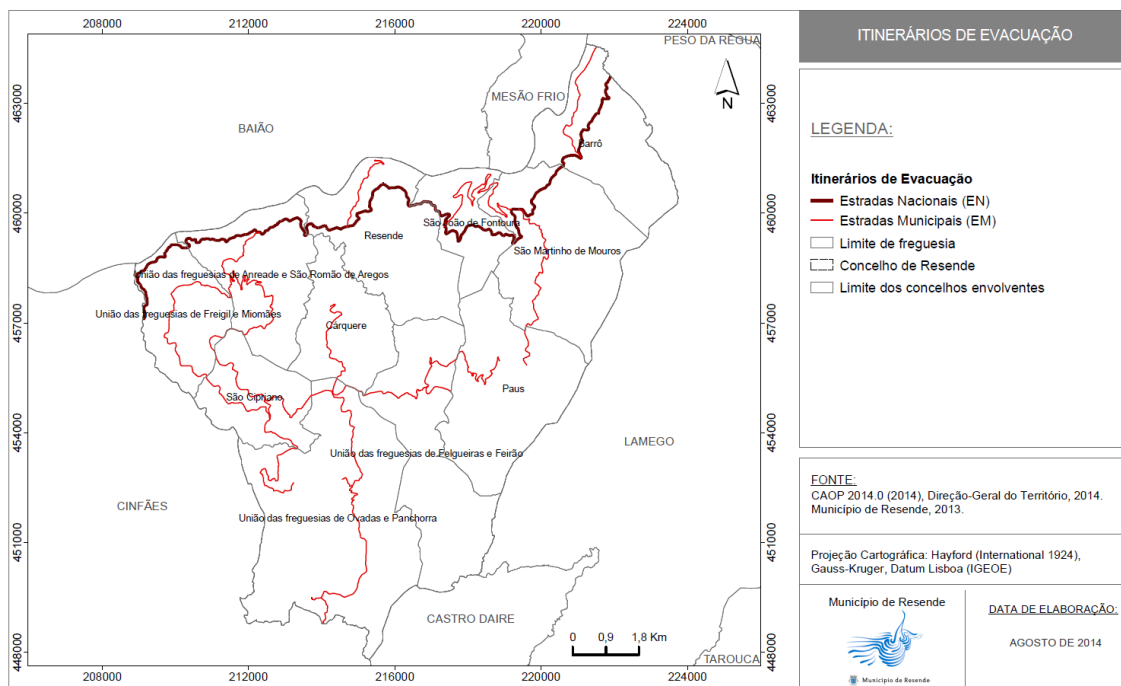 208000
212000
216000
220000
224000
PESO DA RÉGUA
MESÃO FRIO
463000
463000
BAIÃO
N
Barrô
460000
460000
São João de Fontoura
Resende
São Martinho de Mouros
União das freguesias de Anreade e São Romão de Aregos
União das freguesias de Freigil e Miomães
457000
457000
Cárquere
Paus
São Cipriano
454000
454000
LAMEGO
União das freguesias de Felgueiras e Feirão
CINFÃES
União das freguesias de Ovadas e Panchorra
451000
451000
CASTRO DAIRE
0 0,9 1,8 Km
448000
448000
TAROUCA
208000
212000
216000
220000
224000
ITINERÁRIOS DE EVACUAÇÃO
LEGENDA:
Itinerários de Evacuação
Estradas Nacionais (EN)
Estradas Municipais (EM)
Limite de freguesia
Concelho de Resende
Limite dos concelhos envolventes
FONTE:
CAOP 2014.0 (2014), Direção-Geral do Território, 2014.
Município de Resende, 2013.
Projeção Cartográfica: Hayford (International 1924),
Gauss-Kruger, Datum Lisboa (IGEOE)
Município de Resende
Município de Resende
DATA DE ELABORAÇÃO:
AGOSTO DE 2014